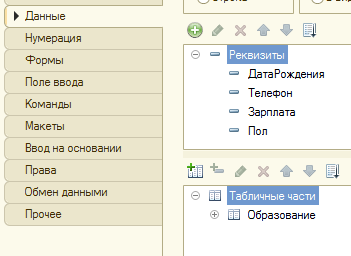 Данные
Нумерация
Формы
Поле ввода
Команды
Макеты
Ввод на основании
Права
Обмен данными
Прочее
Реквизиты
ДатаРождения
Телефон
Зарплата
Пол
Табличные части
Образование